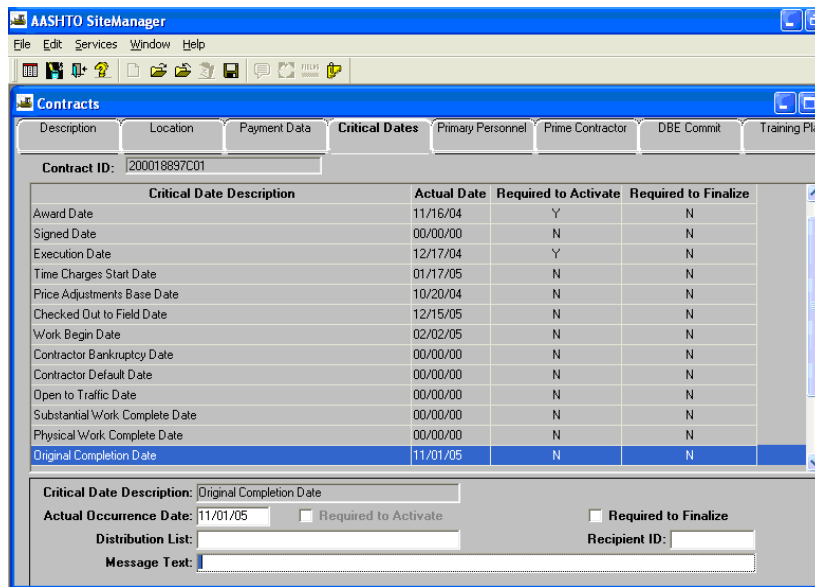 AASHTO SiteManager
File Edit Services Window Help
Contracts
Description Location Payment Data Critical Dates Primary Personnel Prime Contractor DBE Commit Training Pla
Contract ID: 200018897C01
Critical Date Description Actual Date Required to Activate Required to Finalize
Award Date 11/16/04 Y N
Signed Date 00/00/00 N N
Execution Date 12/17/04 Y N
Time Charges Start Date 01/17/05 N N
Price Adjustments Base Date 10/20/04 N N
Checked Out to Field Date 12/15/05 N N
Work Begin Date 02/02/05 N N
Contractor Bankruptcy Date 00/00/00 N N
Contractor Default Date 00/00/00 N N
Open to Traffic Date 00/00/00 N N
Substantial Work Complete Date 00/00/00 N N
Physical Work Complete Date 00/00/00 N N
Original Completion Date 11/01/05 N N
Critical Date Description: Original Completion Date
Actual Occurrence Date: 11/01/05 Required to Activate Required to Finalize
Distribution List: Recipient ID:
Message Text: